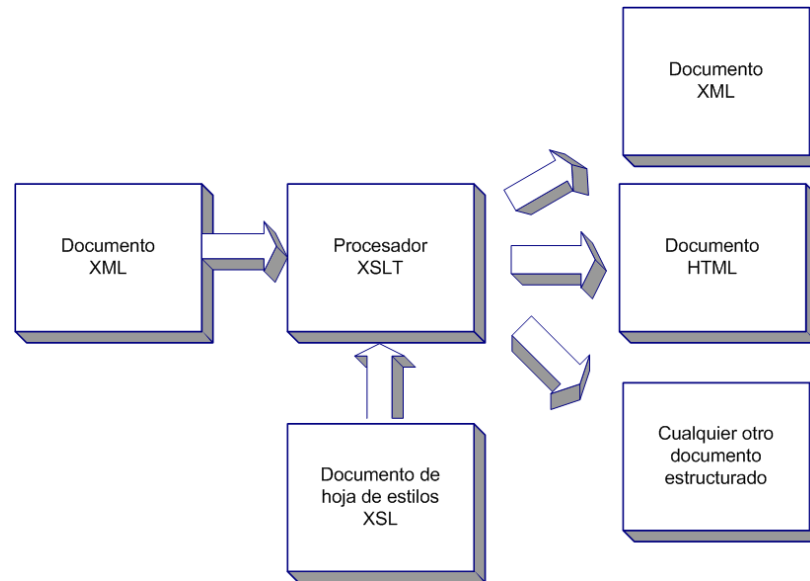 Documento
XML
Documento
XML
Procesador
XSLT
Documento
HTML
Documento de
hoja de estilos
XSL
Cualquier otro
documento
estructurado